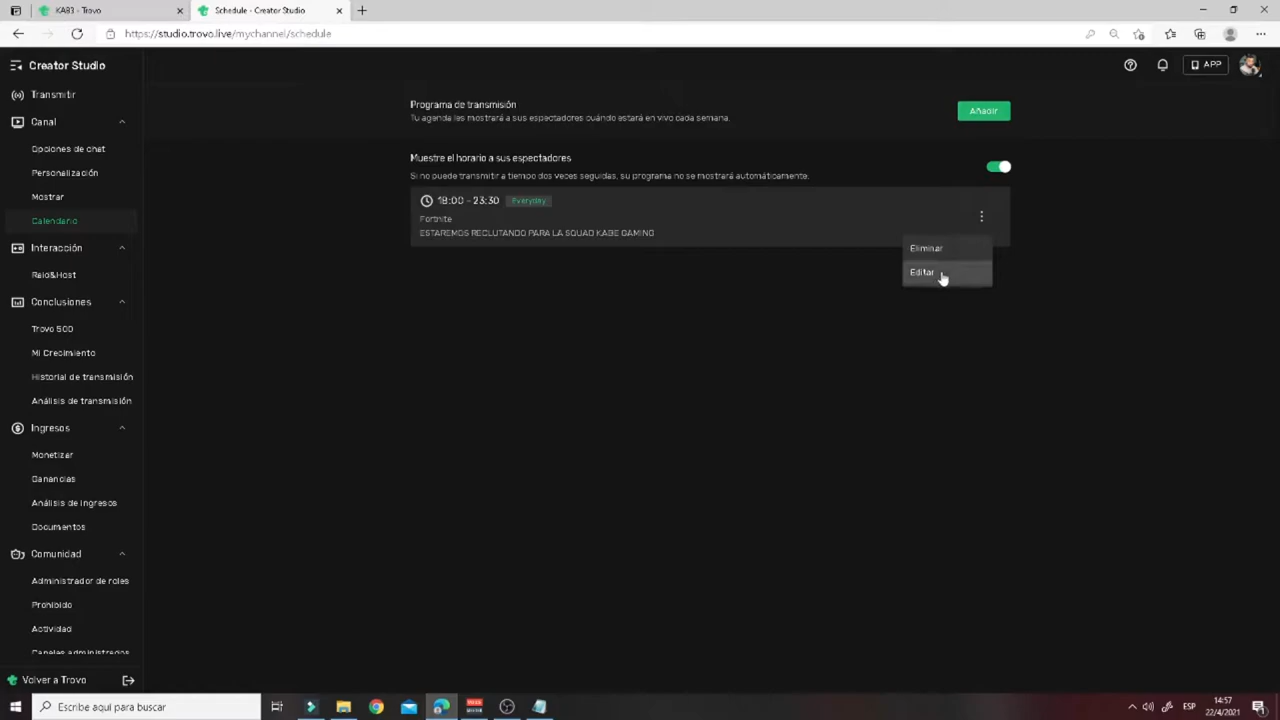 KAB3 - Trovo
Schedule - Creator Studio
https://studio.trovo.live/mychannel/schedule
Creator Studio
APP
Transmitir
Canal
Opciones de chat
Personalización
Mostrar
Calendario
Interacción
Raid&Host
Conclusiones
Trovo 500
Mi Crecimiento
Historial de transmisión
Análisis de transmisión
Ingresos
Monetizar
Ganancias
Análisis de ingresos
Documentos
Comunidad
Administrador de roles
Prohibido
Actividad
Canales administrados
Volver a Trovo
Programa de transmisión
Tu agenda les mostrará a sus espectadores cuándo estará en vivo cada semana.
Añadir
Muestre el horario a sus espectadores
Si no puede transmitir a tiempo dos veces seguidas, su programa no se mostrará automáticamente.
18:00 - 23:30 Everyday
Fortnite
ESTAREMOS RECLUTANDO PARA LA SQUAD KABE GAMING
Eliminar
Editar
Escribe aquí para buscar
ESP
14:57
22/4/2021